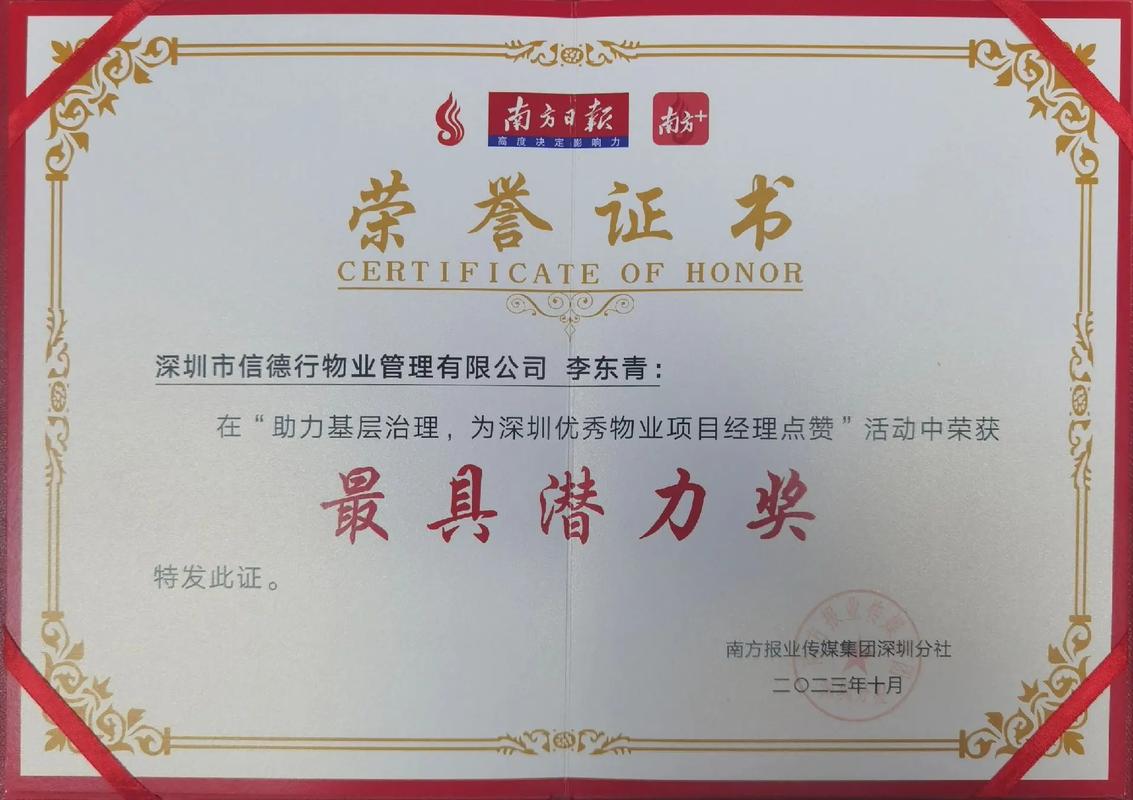 南方日报
高度决定影响力
南方+
荣誉证书
CERTIFICATE OF HONOR
深圳市信德行物业管理有限公司 李东青：
在“助力基层治理，为深圳优秀物业项目经理点赞”活动中荣获
最具潜力奖
特发此证。
南方报业传媒集团深圳分社
二〇二三年十月